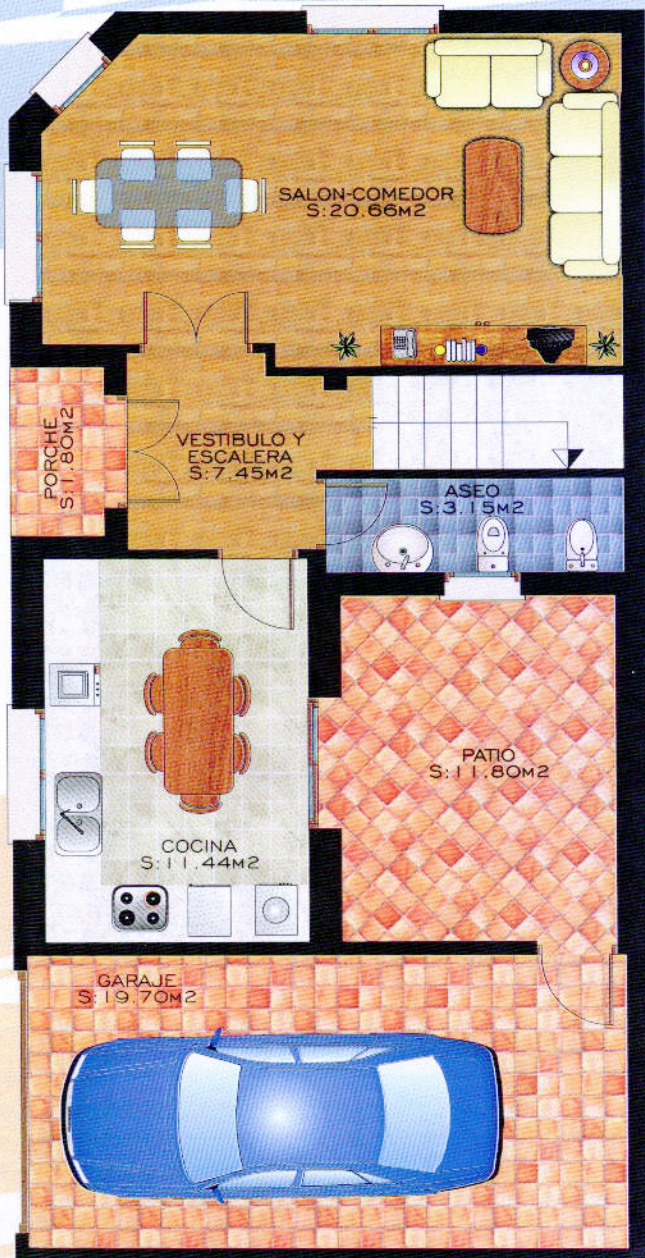 SALON-COMEDOR
S:20.66M2
PORCHE
S:1.80M2
VESTIBULO Y
ESCALERA
S:7.45M2
ASEO
S:3.15M2
PATIO
S:11.80M2
COCINA
S:11.44M2
GARAJE
S:19.70M2